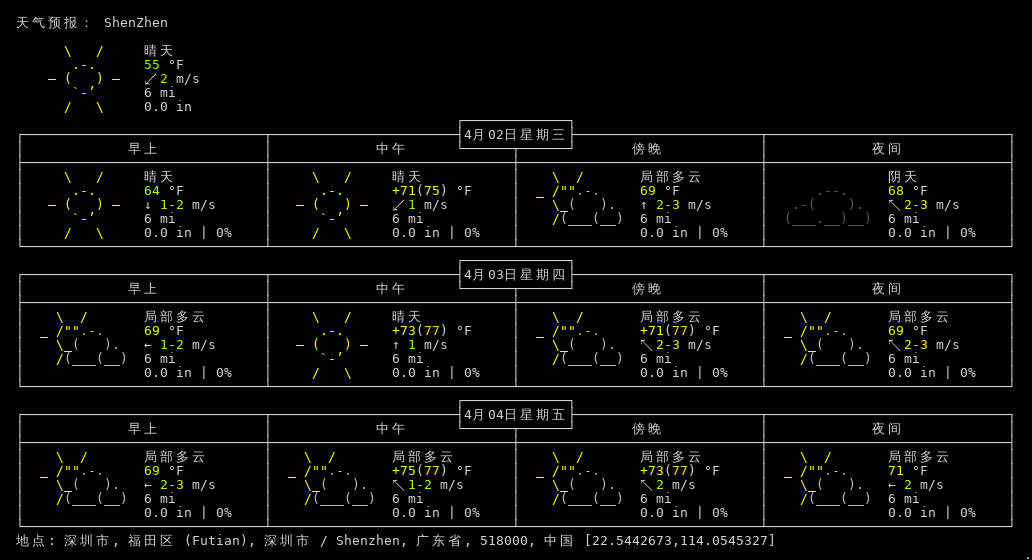 天气预报： ShenZhen
晴天
55 °F
↙ 2 m/s
6 mi
0.0 in
4月02日星期三
早上 中午 傍晚 夜间
晴天 晴天 局部多云 阴天
64 °F +71(75) °F 69 °F 68 °F
↓ 1-2 m/s ↙ 1 m/s ↑ 2-3 m/s ↖ 2-3 m/s
6 mi 6 mi 6 mi 6 mi
0.0 in | 0% 0.0 in | 0% 0.0 in | 0% 0.0 in | 0%
4月03日星期四
早上 中午 傍晚 夜间
局部多云 晴天 局部多云 局部多云
69 °F +73(77) °F +71(77) °F 69 °F
← 1-2 m/s ↑ 1 m/s ↖ 2-3 m/s ↖ 2-3 m/s
6 mi 6 mi 6 mi 6 mi
0.0 in | 0% 0.0 in | 0% 0.0 in | 0% 0.0 in | 0%
4月04日星期五
早上 中午 傍晚 夜间
局部多云 局部多云 局部多云 局部多云
69 °F +75(77) °F +73(77) °F 71 °F
← 2-3 m/s ↖ 1-2 m/s ↖ 2 m/s ← 2 m/s
6 mi 6 mi 6 mi 6 mi
0.0 in | 0% 0.0 in | 0% 0.0 in | 0% 0.0 in | 0%
地点: 深圳市, 福田区 (Futian), 深圳市 / Shenzhen, 广东省, 518000, 中国 [22.5442673,114.0545327]